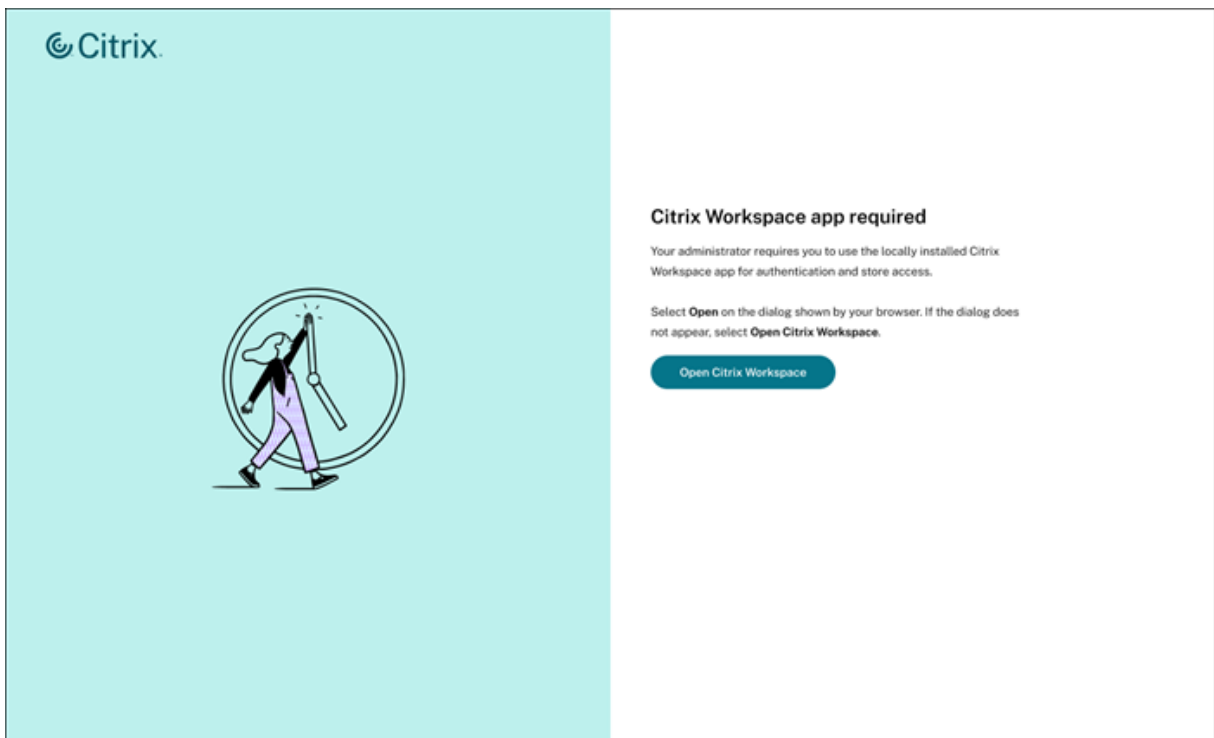 Citrix
Citrix Workspace app required
Your administrator requires you to use the locally installed Citrix
Workspace app for authentication and store access.
Select Open on the dialog shown by your browser. If the dialog does
not appear, select Open Citrix Workspace.
Open Citrix Workspace